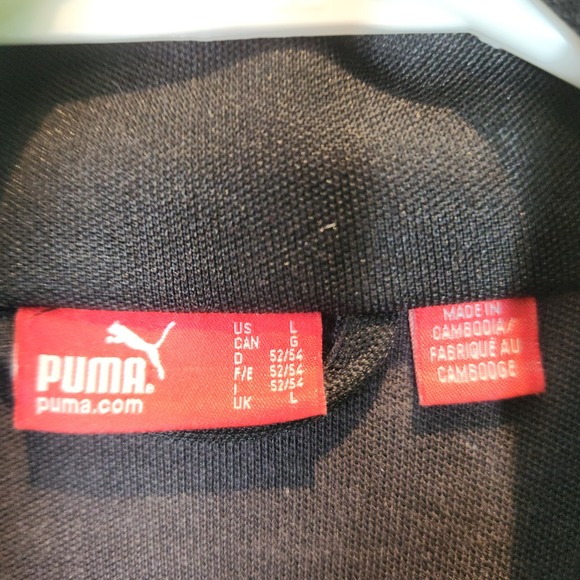 PUMA®
puma.com
US L
CAN G
D 52/54
F/E 52/54
I 52/54
UK L
MADE IN
CAMBODIA/
FABRIQUÉ AU
CAMBODGE